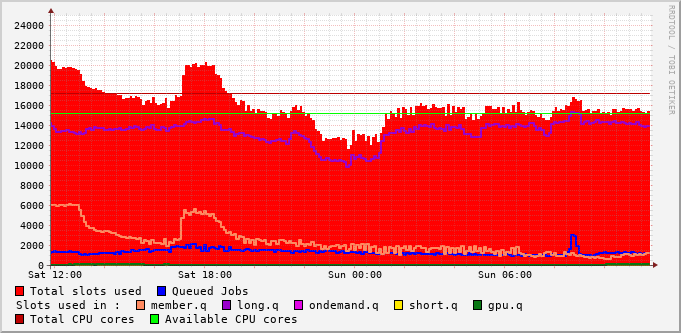 24000
22000
20000
18000
16000
14000
12000
10000
8000
6000
4000
2000
0
Sat 12:00 Sat 18:00 Sun 00:00 Sun 06:00
Total slots used Queued Jobs
Slots used in : member.q long.q ondemand.q short.q gpu.q
Total CPU cores Available CPU cores
RRDTOOL / TOBI OETIKER